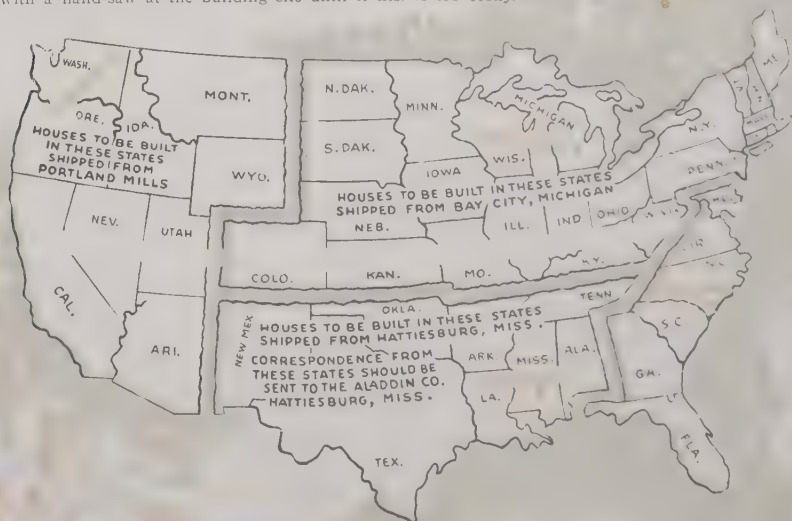 WASH.
MONT.
ME.
N.DAK.
MINN.
MICHIGAN
ORE.
IDA.
N.Y.
HOUSES TO BE BUILT
IN THESE STATES
SHIPPED FROM
PORTLAND MILLS
S.DAK.
WIS.
WYO.
IOWA
PENN.
HOUSES TO BE BUILT IN THESE STATES
SHIPPED FROM BAY CITY, MICHIGAN
NEV.
UTAH
NEB.
ILL.
IND
OHIO
COLO.
KAN.
MO.
KY.
CAL.
TENN
OKLA.
NEW MEX
HOUSES TO BE BUILT IN THESE STATES
SHIPPED FROM HATTIESBURG, MISS.
S.C.
ARI.
CORRESPONDENCE FROM
THESE STATES SHOULD BE
SENT TO THE ALADDIN CO.
HATTIESBURG, MISS.
ARK
MISS.
ALA.
GA.
LA.
FLA.
TEX.